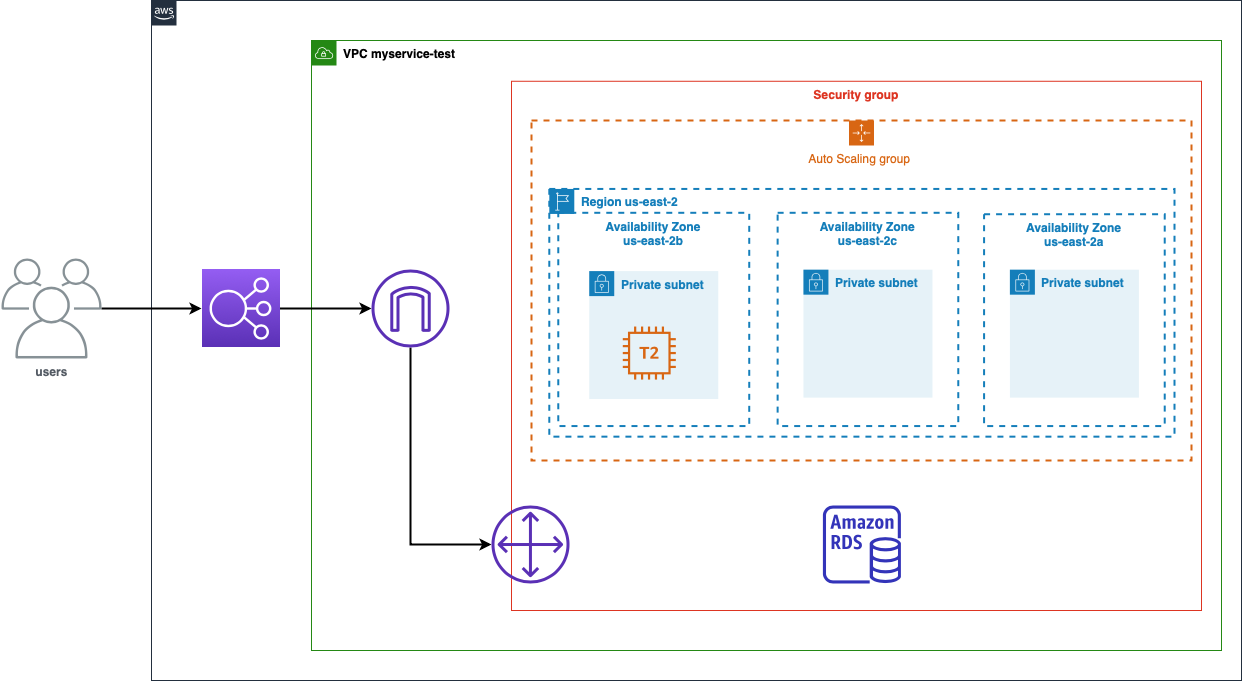 aws
VPC myservice-test
Security group
Auto Scaling group
Region us-east-2
Availability Zone
us-east-2b
Private subnet
T2
Availability Zone
us-east-2c
Private subnet
Availability Zone
us-east-2a
Private subnet
users
Amazon
RDS